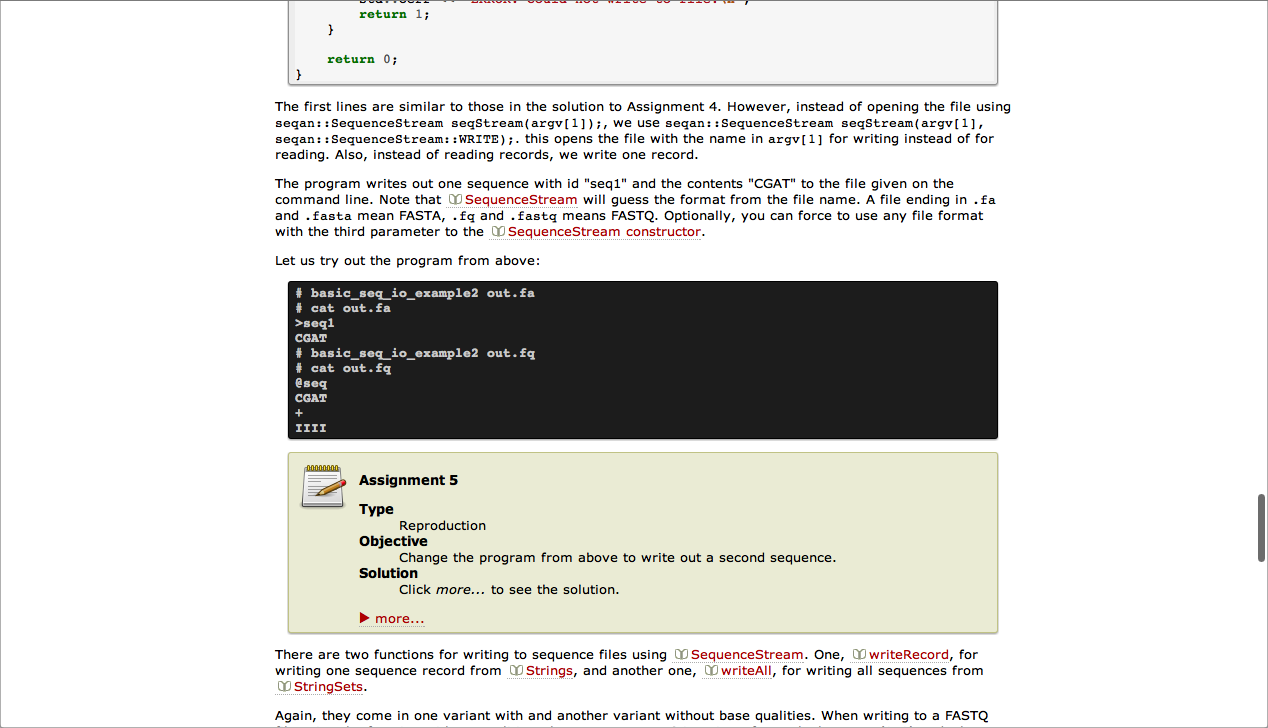 return 1;
}
return 0;
}
The first lines are similar to those in the solution to Assignment 4. However, instead of opening the file using
seqan::SequenceStream seqStream(argv[1]);, we use seqan::SequenceStream seqStream(argv[1],
seqan::SequenceStream::WRITE);. this opens the file with the name in argv[1] for writing instead of for
reading. Also, instead of reading records, we write one record.
The program writes out one sequence with id "seq1" and the contents "CGAT" to the file given on the
command line. Note that SequenceStream will guess the format from the file name. A file ending in .fa
and .fasta mean FASTA, .fq and .fastq means FASTQ. Optionally, you can force to use any file format
with the third parameter to the SequenceStream constructor.
Let us try out the program from above:
# basic_seq_io_example2 out.fa
# cat out.fa
>seq1
CGAT
# basic_seq_io_example2 out.fq
# cat out.fq
@seq
CGAT
+
IIII
Assignment 5
Type
Reproduction
Objective
Change the program from above to write out a second sequence.
Solution
Click more... to see the solution.
more...
There are two functions for writing to sequence files using SequenceStream. One, writeRecord, for
writing one sequence record from Strings, and another one, writeAll, for writing all sequences from
StringSets.
Again, they come in one variant with and another variant without base qualities. When writing to a FASTQ